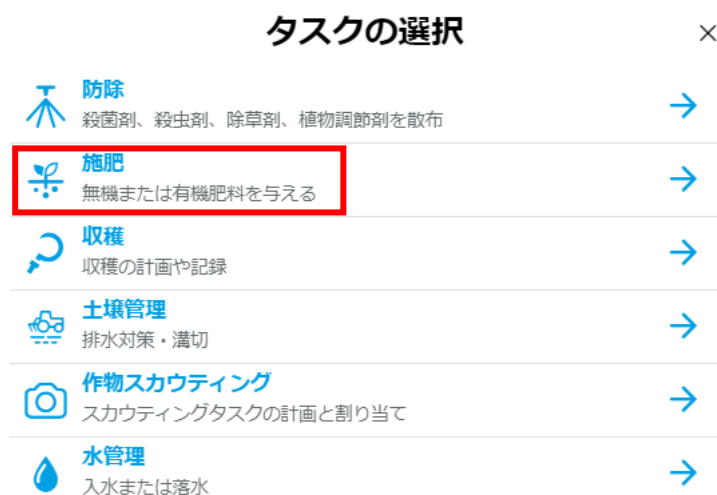 タスクの選択
防除
殺菌剤、殺虫剤、除草剤、植物調節剤を散布
施肥
無機または有機肥料を与える
収穫
収穫の計画や記録
土壌管理
排水対策・溝切
作物スカウティング
スカウティングタスクの計画と割り当て
水管理
入水または落水